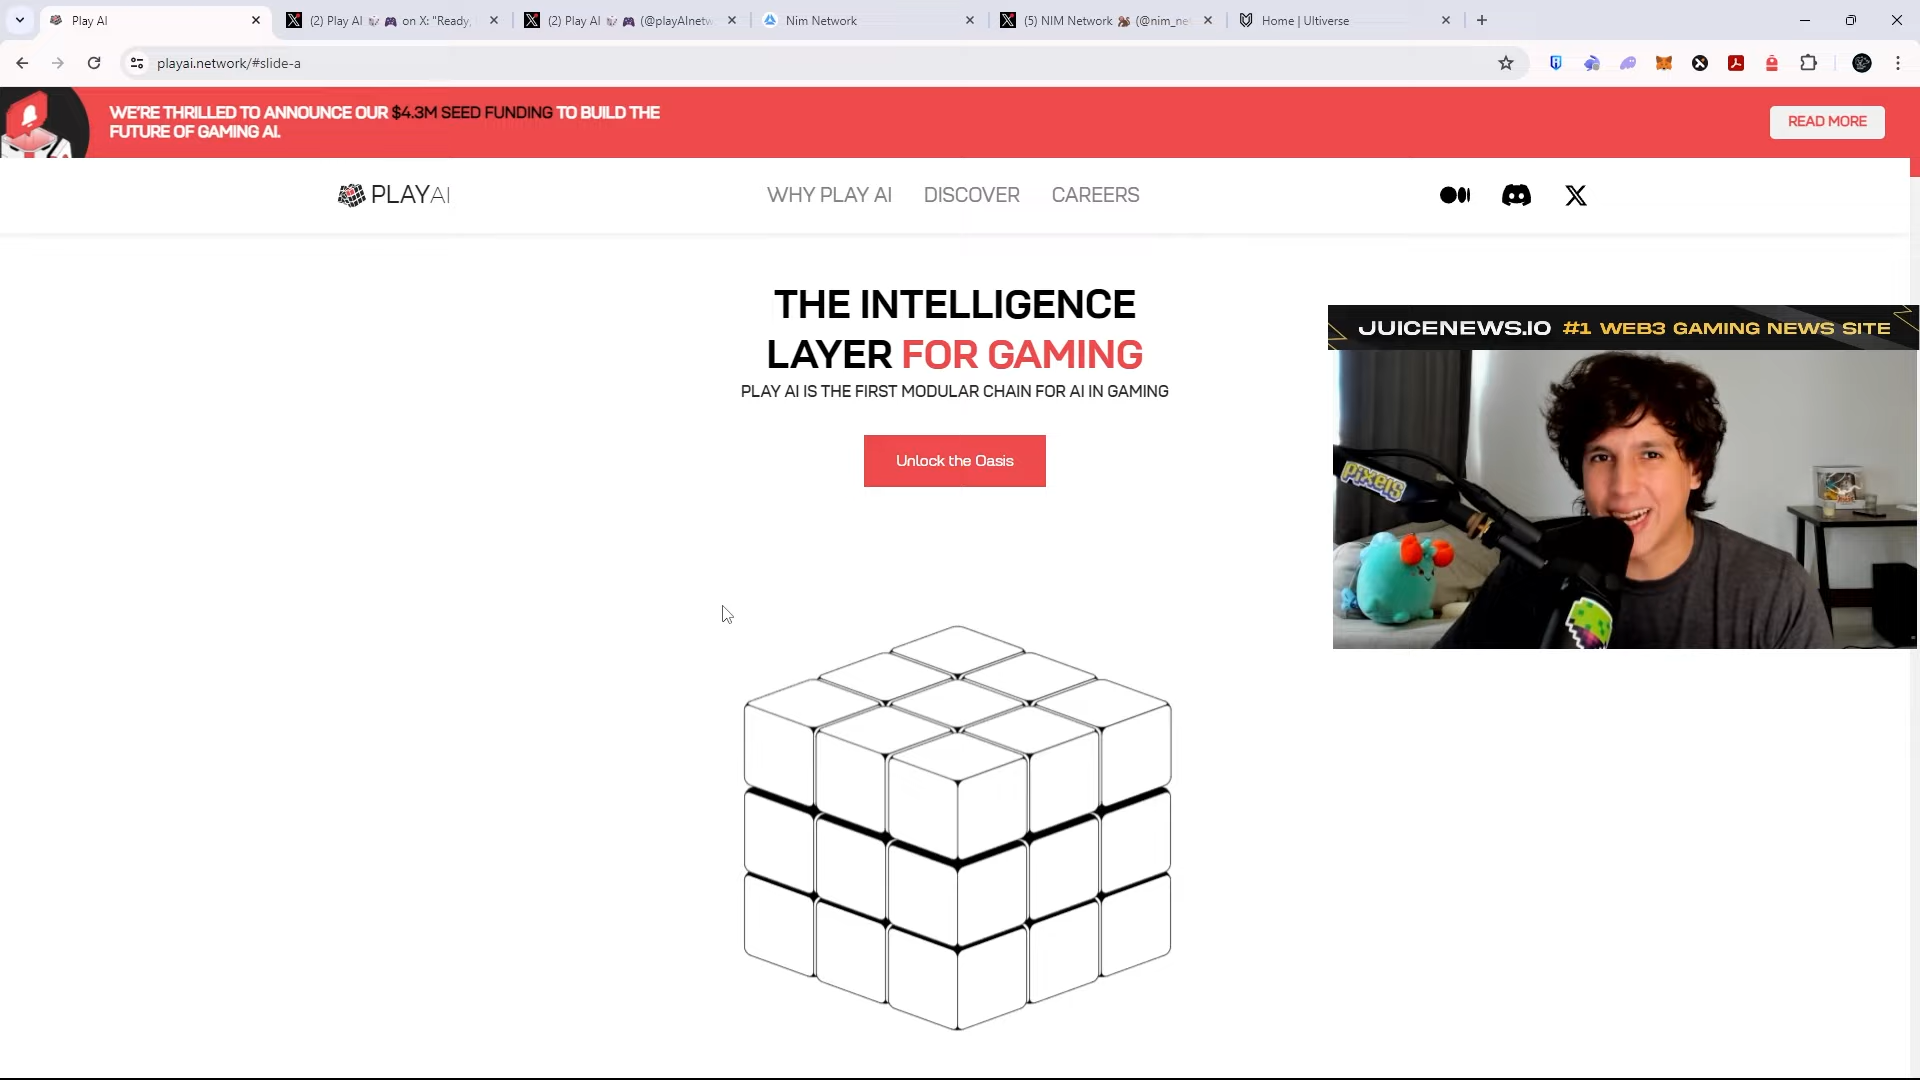 Play AI
(2) Play AI on X: "Ready,
(2) Play AI (@playAInetw
Nim Network
(5) NIM Network (@nim_ne
Home | Ultiverse
playai.network/#slide-a
WE'RE THRILLED TO ANNOUNCE OUR $4.3M SEED FUNDING TO BUILD THE
FUTURE OF GAMING AI.
READ MORE
PLAYAI
WHY PLAY AI
DISCOVER
CAREERS
THE INTELLIGENCE
LAYER FOR GAMING
PLAY AI IS THE FIRST MODULAR CHAIN FOR AI IN GAMING
Unlock the Oasis
JUICENEWS.IO #1 WEB3 GAMING NEWS SITE
pixels